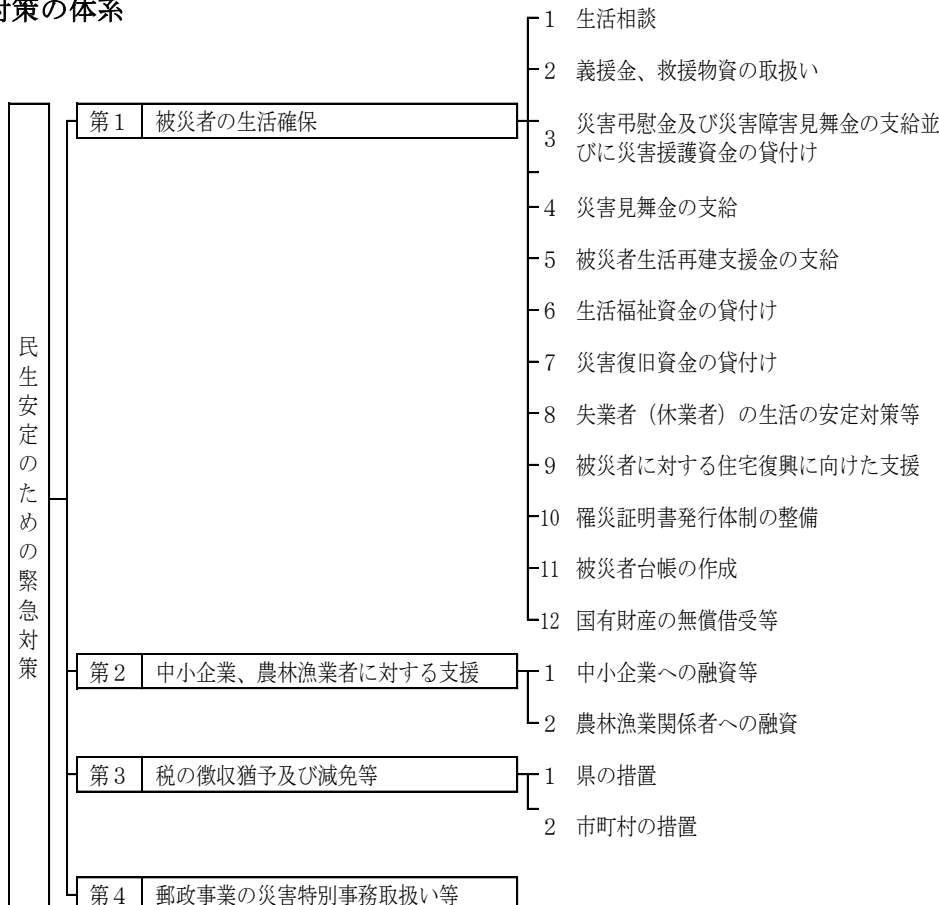 対策の体系
民生安定のための緊急対策
第1 被災者の生活確保
1 生活相談
2 義援金、救援物資の取扱い
3 災害弔慰金及び災害障害見舞金の支給並
びに災害援護資金の貸付け
4 災害見舞金の支給
5 被災者生活再建支援金の支給
6 生活福祉資金の貸付け
7 災害復旧資金の貸付け
8 失業者（休業者）の生活の安定対策等
9 被災者に対する住宅復興に向けた支援
10 罹災証明書発行体制の整備
11 被災者台帳の作成
12 国有財産の無償借受等
第2 中小企業、農林漁業者に対する支援
1 中小企業への融資等
2 農林漁業関係者への融資
第3 税の徴収猶予及び減免等
1 県の措置
2 市町村の措置
第4 郵政事業の災害特別事務取扱い等